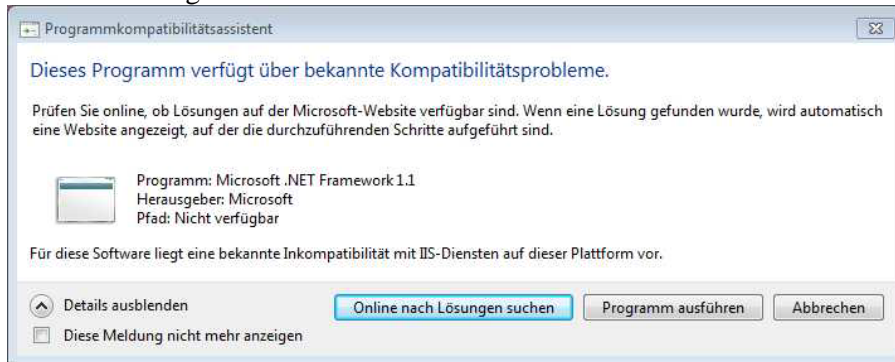 Programmkompatibilitätsassistent
Dieses Programm verfügt über bekannte Kompatibilitätsprobleme.
Prüfen Sie online, ob Lösungen auf der Microsoft-Website verfügbar sind. Wenn eine Lösung gefunden wurde, wird automatisch
eine Website angezeigt, auf der die durchzuführenden Schritte aufgeführt sind.
Programm: Microsoft .NET Framework 1.1
Herausgeber: Microsoft
Pfad: Nicht verfügbar
Für diese Software liegt eine bekannte Inkompatibilität mit IIS-Diensten auf dieser Plattform vor.
Details ausblenden Online nach Lösungen suchen Programm ausführen Abbrechen
Diese Meldung nicht mehr anzeigen